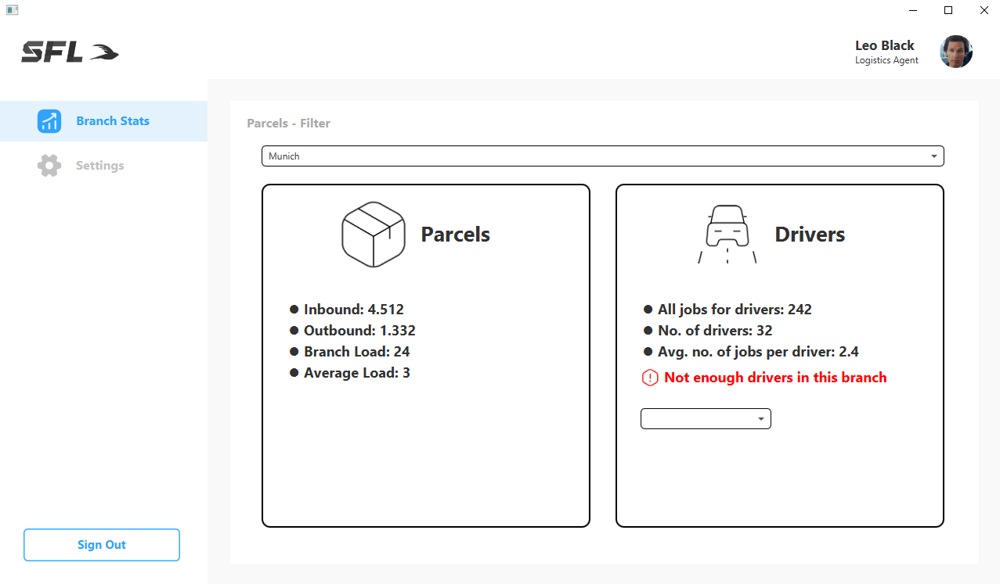 SFL
Leo Black
Logistics Agent
Branch Stats
Settings
Sign Out
Parcels - Filter
Munich
Parcels
Inbound: 4.512
Outbound: 1.332
Branch Load: 24
Average Load: 3
Drivers
All jobs for drivers: 242
No. of drivers: 32
Avg. no. of jobs per driver: 2.4
Not enough drivers in this branch